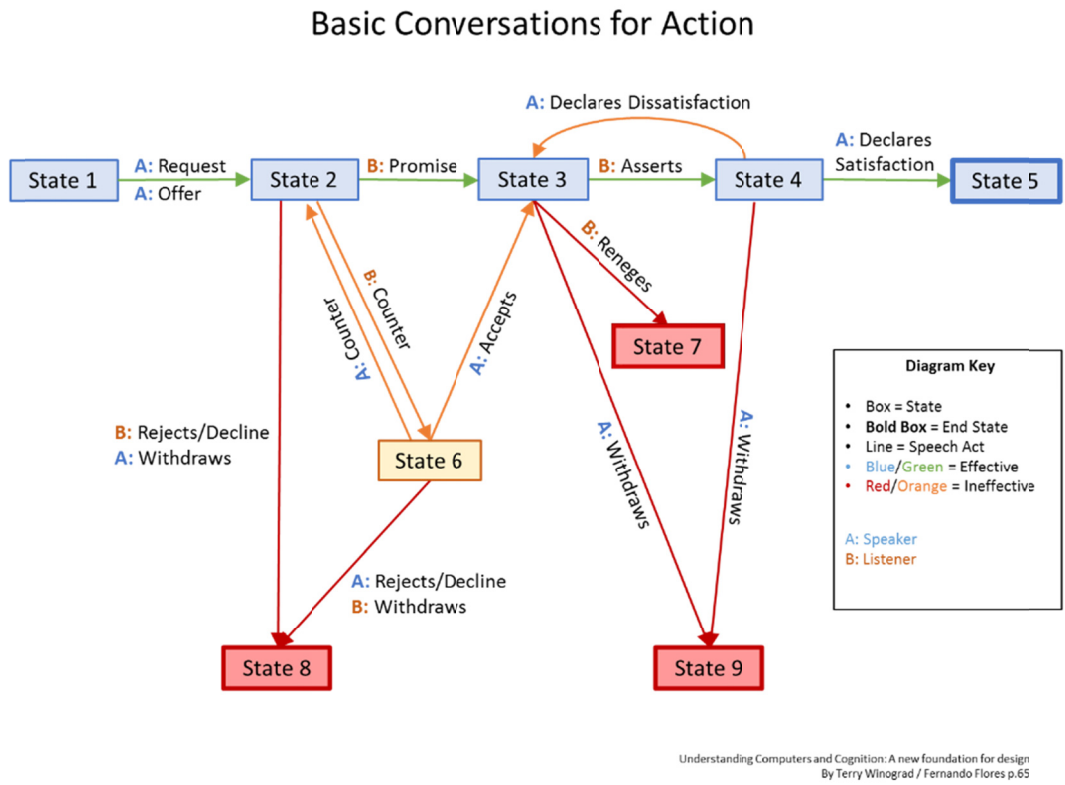 Basic Conversations for Action
A: Declares Dissatisfaction
A: Declares
Satisfaction
State 1
A: Request
A: Offer
State 2
B: Promise
State 3
B: Asserts
State 4
State 5
B: Reneges
B: Counter
A: Counter
A: Accepts
State 7
B: Rejects/Decline
A: Withdraws
State 6
A: Withdraws
A: Withdraws
A: Rejects/Decline
B: Withdraws
State 8
State 9
Diagram Key
• Box = State
• Bold Box = End State
• Line = Speech Act
• Blue/Green = Effective
• Red/Orange = Ineffective
A: Speaker
B: Listener
Understanding Computers and Cognition: A new foundation for design
By Terry Winograd / Fernando Flores p.65